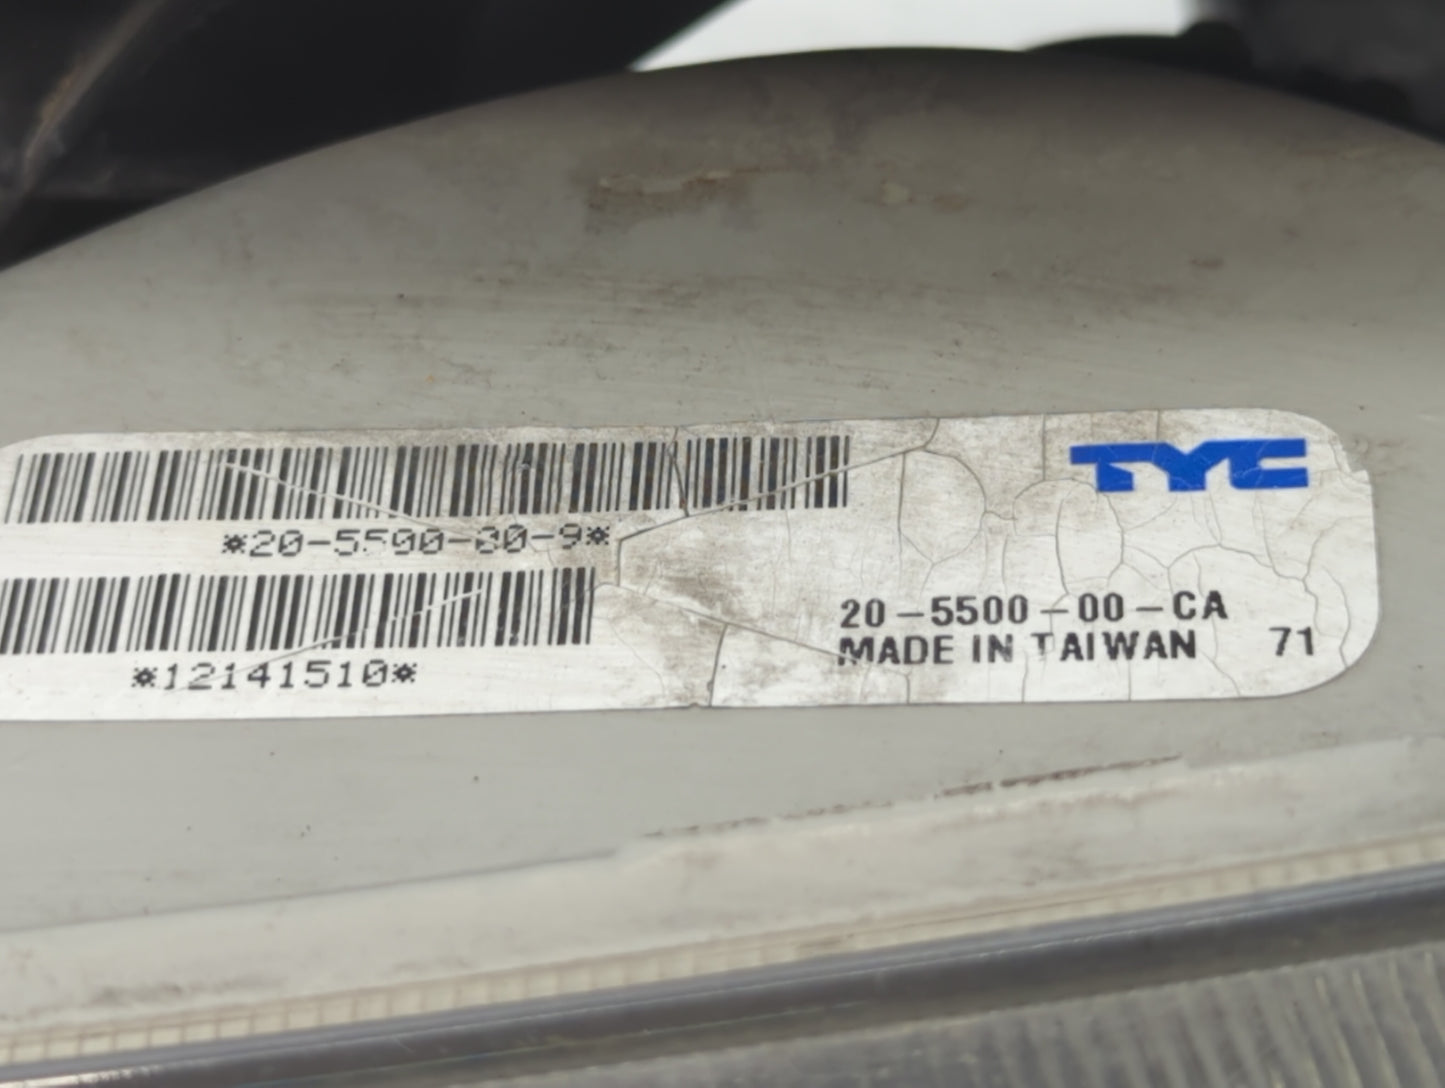 TYC
*20-5500-00-9*
20-5500-00-CA
MADE IN TAIWAN 71
*12141510*